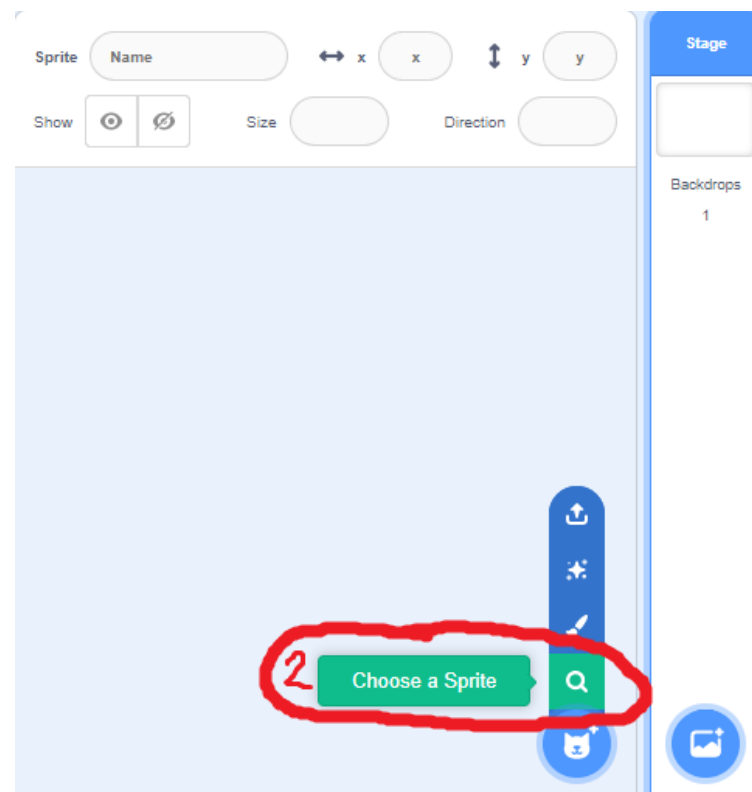 Sprite Name x x y y
Stage
Show Size Direction
Backdrops
1
2 Choose a Sprite